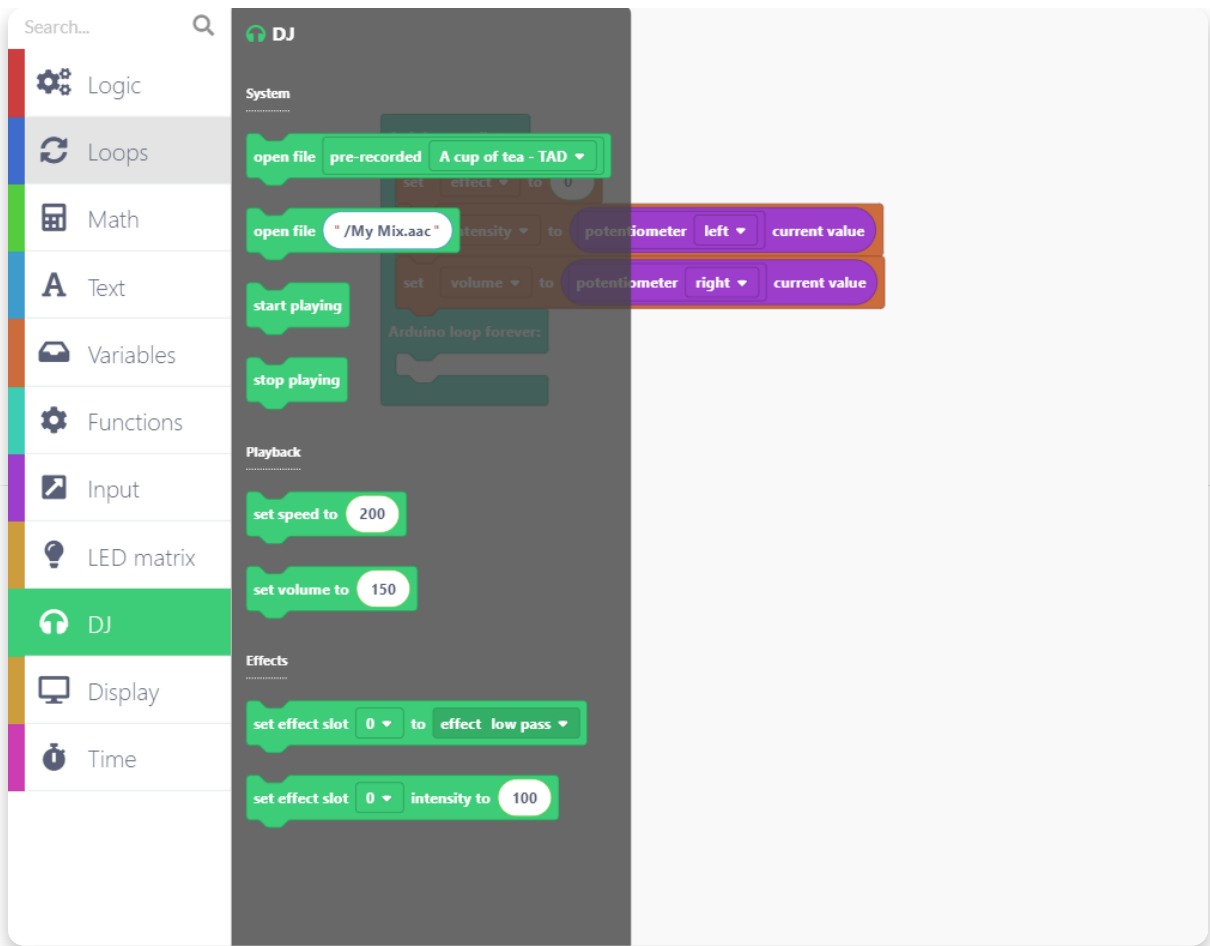 Search...
Logic
Loops
Math
Text
Variables
Functions
Input
LED matrix
DJ
Display
Time
DJ
System
open file pre-recorded A cup of tea - TAD
open file "/My Mix.aac"
start playing
stop playing
Playback
set speed to 200
set volume to 150
Effects
set effect slot 0 to effect low pass
set effect slot 0 intensity to 100
set effect to 0
to potentiometer left current value
set volume to potentiometer right current value
Arduino loop forever: